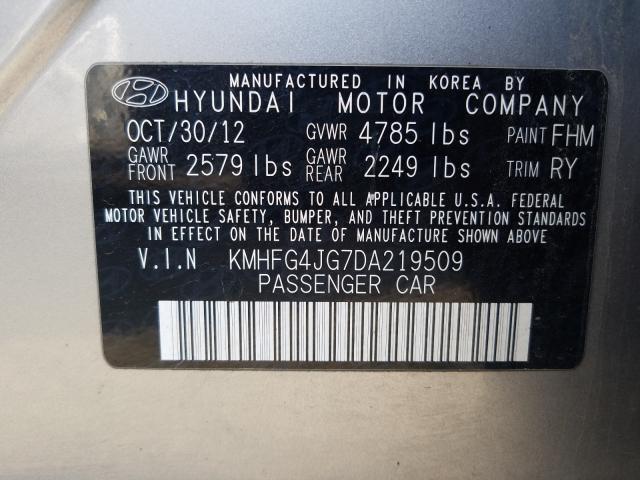 MANUFACTURED IN KOREA BY
HYUNDAI MOTOR COMPANY
OCT/30/12 GVWR 4785 lbs PAINT FHM
GAWR FRONT 2579 lbs GAWR REAR 2249 lbs TRIM RY
THIS VEHICLE CONFORMS TO ALL APPLICABLE U.S.A. FEDERAL
MOTOR VEHICLE SAFETY, BUMPER, AND THEFT PREVENTION STANDARDS
IN EFFECT ON THE DATE OF MANUFACTURE SHOWN ABOVE
V.I.N KMHFG4JG7DA219509
PASSENGER CAR